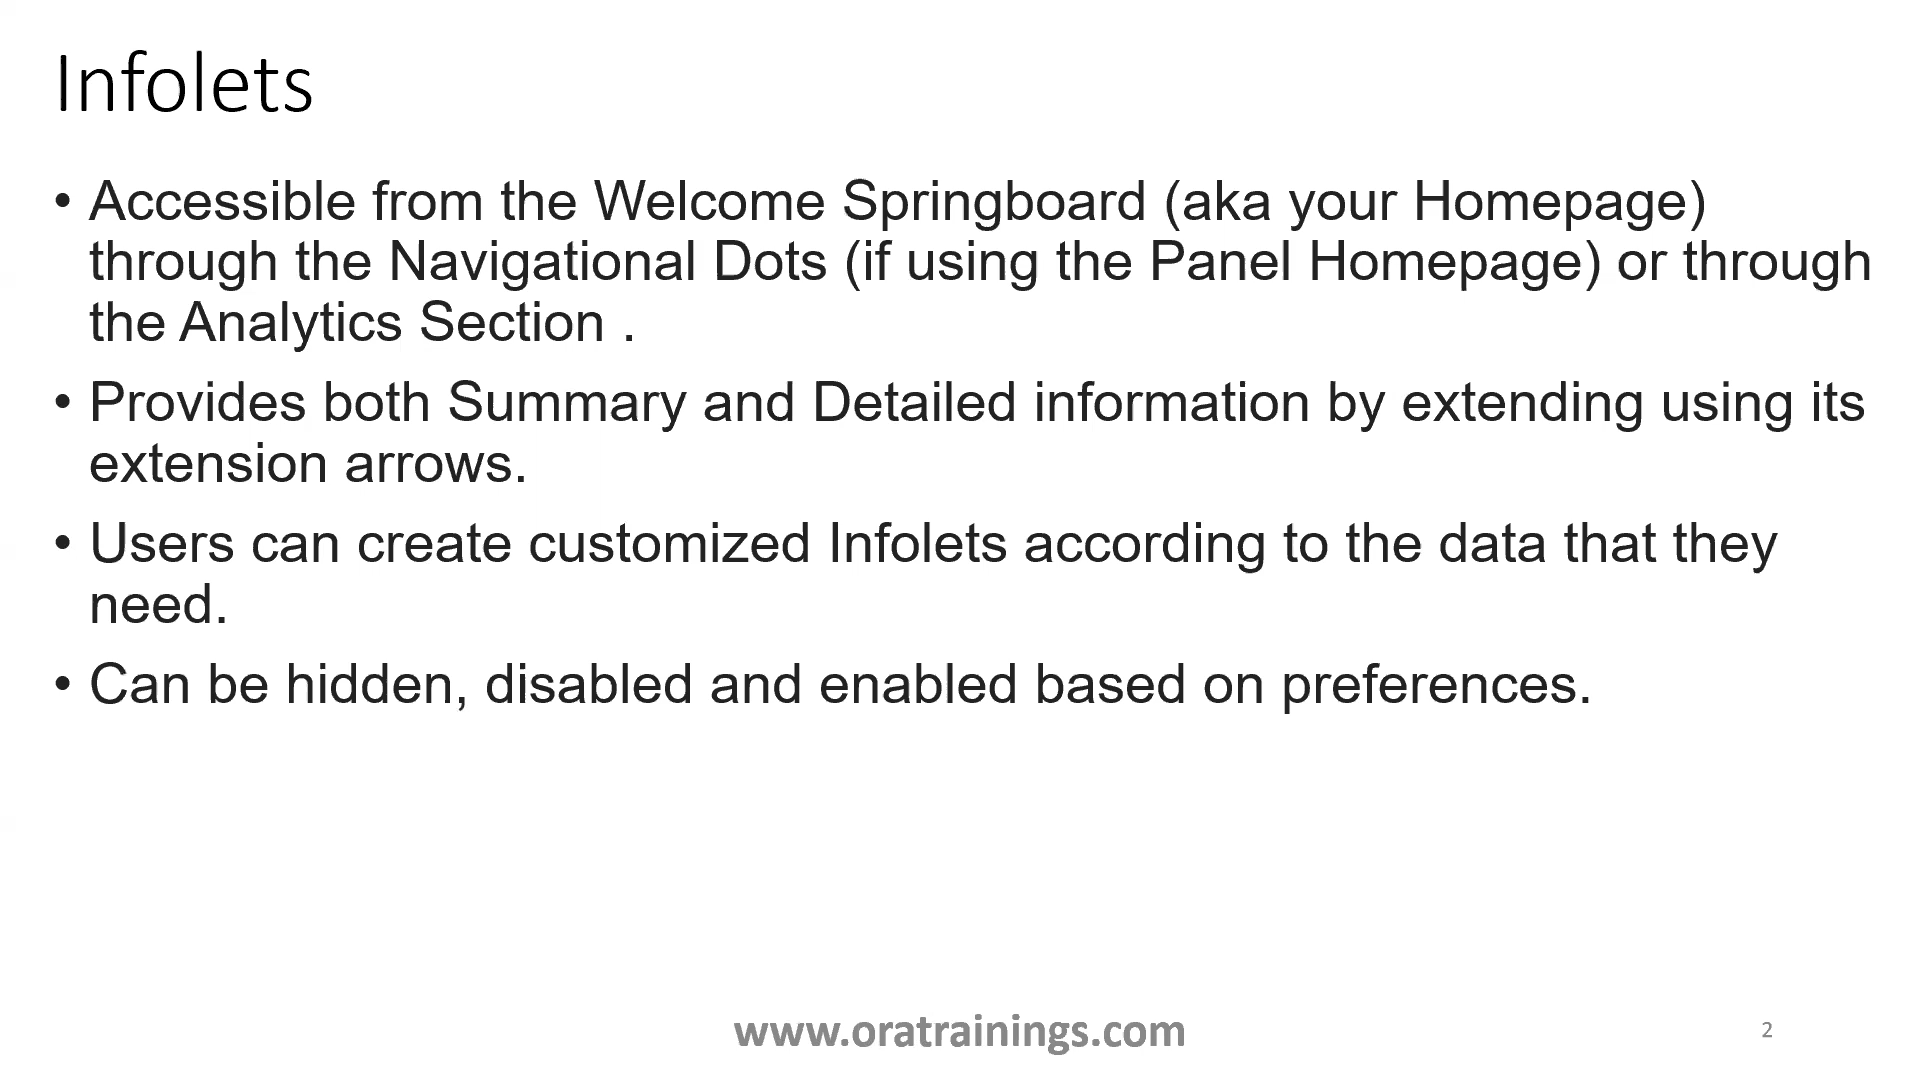 Infolets
• Accessible from the Welcome Springboard (aka your Homepage)
through the Navigational Dots (if using the Panel Homepage) or through
the Analytics Section .
• Provides both Summary and Detailed information by extending using its
extension arrows.
• Users can create customized Infolets according to the data that they
need.
• Can be hidden, disabled and enabled based on preferences.
www.oratrainings.com
2